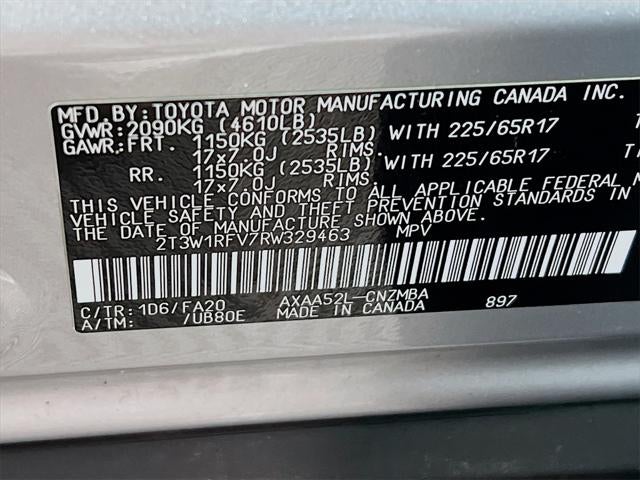 MFD. BY: TOYOTA MOTOR MANUFACTURING CANADA INC.
GVWR: 2090KG (4610LB)
GAWR: FRT. 1150KG (2535LB) WITH 225/65R17
17x7.0J RIMS
RR. 1150KG (2535LB) WITH 225/65R17
17x7.0J RIMS
THIS VEHICLE CONFORMS TO ALL APPLICABLE FEDERAL
SAFETY AND THEFT PREVENTION STANDARDS IN
THE DATE OF MANUFACTURE SHOWN ABOVE.
2T3W1RFV7RW329463 MPV
C/TR: 1D6/FA20 AXAA52L-CNZMBA 897
A/TM: /UB80E MADE IN CANADA